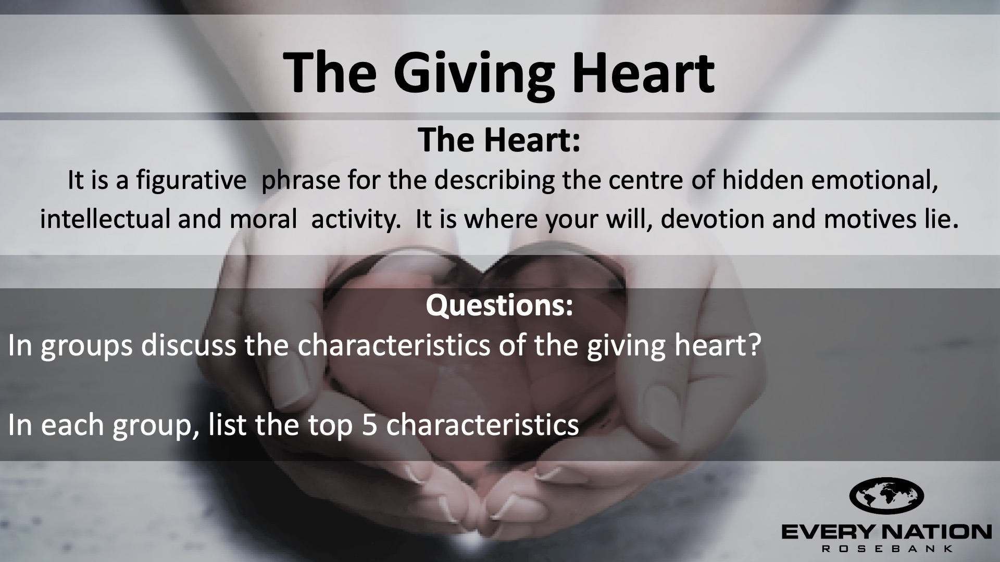 The Giving Heart
The Heart:
It is a figurative  phrase for the describing the centre of hidden emotional,
intellectual and moral  activity.  It is where your will, devotion and motives lie.
Questions:
In groups discuss the characteristics of the giving heart?
In each group, list the top 5 characteristics
EVERY NATION
ROSEBANK